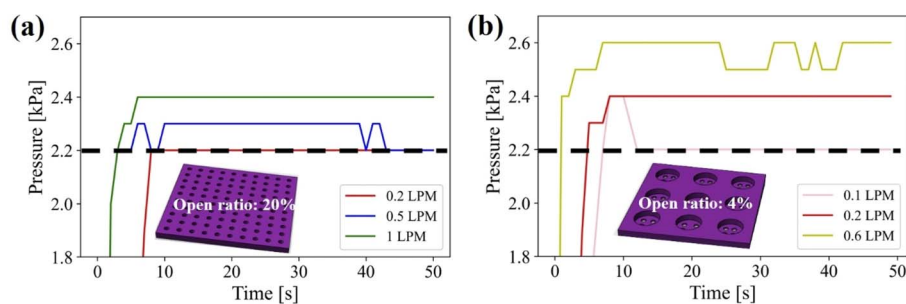 (a)
Pressure [kPa]
2.6
2.4
2.2
2.0
1.8
Open ratio: 20%
0.2 LPM
0.5 LPM
1 LPM
0 10 20 30 40 50
Time [s]
(b)
Pressure [kPa]
2.6
2.4
2.2
2.0
1.8
Open ratio: 4%
0.1 LPM
0.2 LPM
0.6 LPM
0 10 20 30 40 50
Time [s]